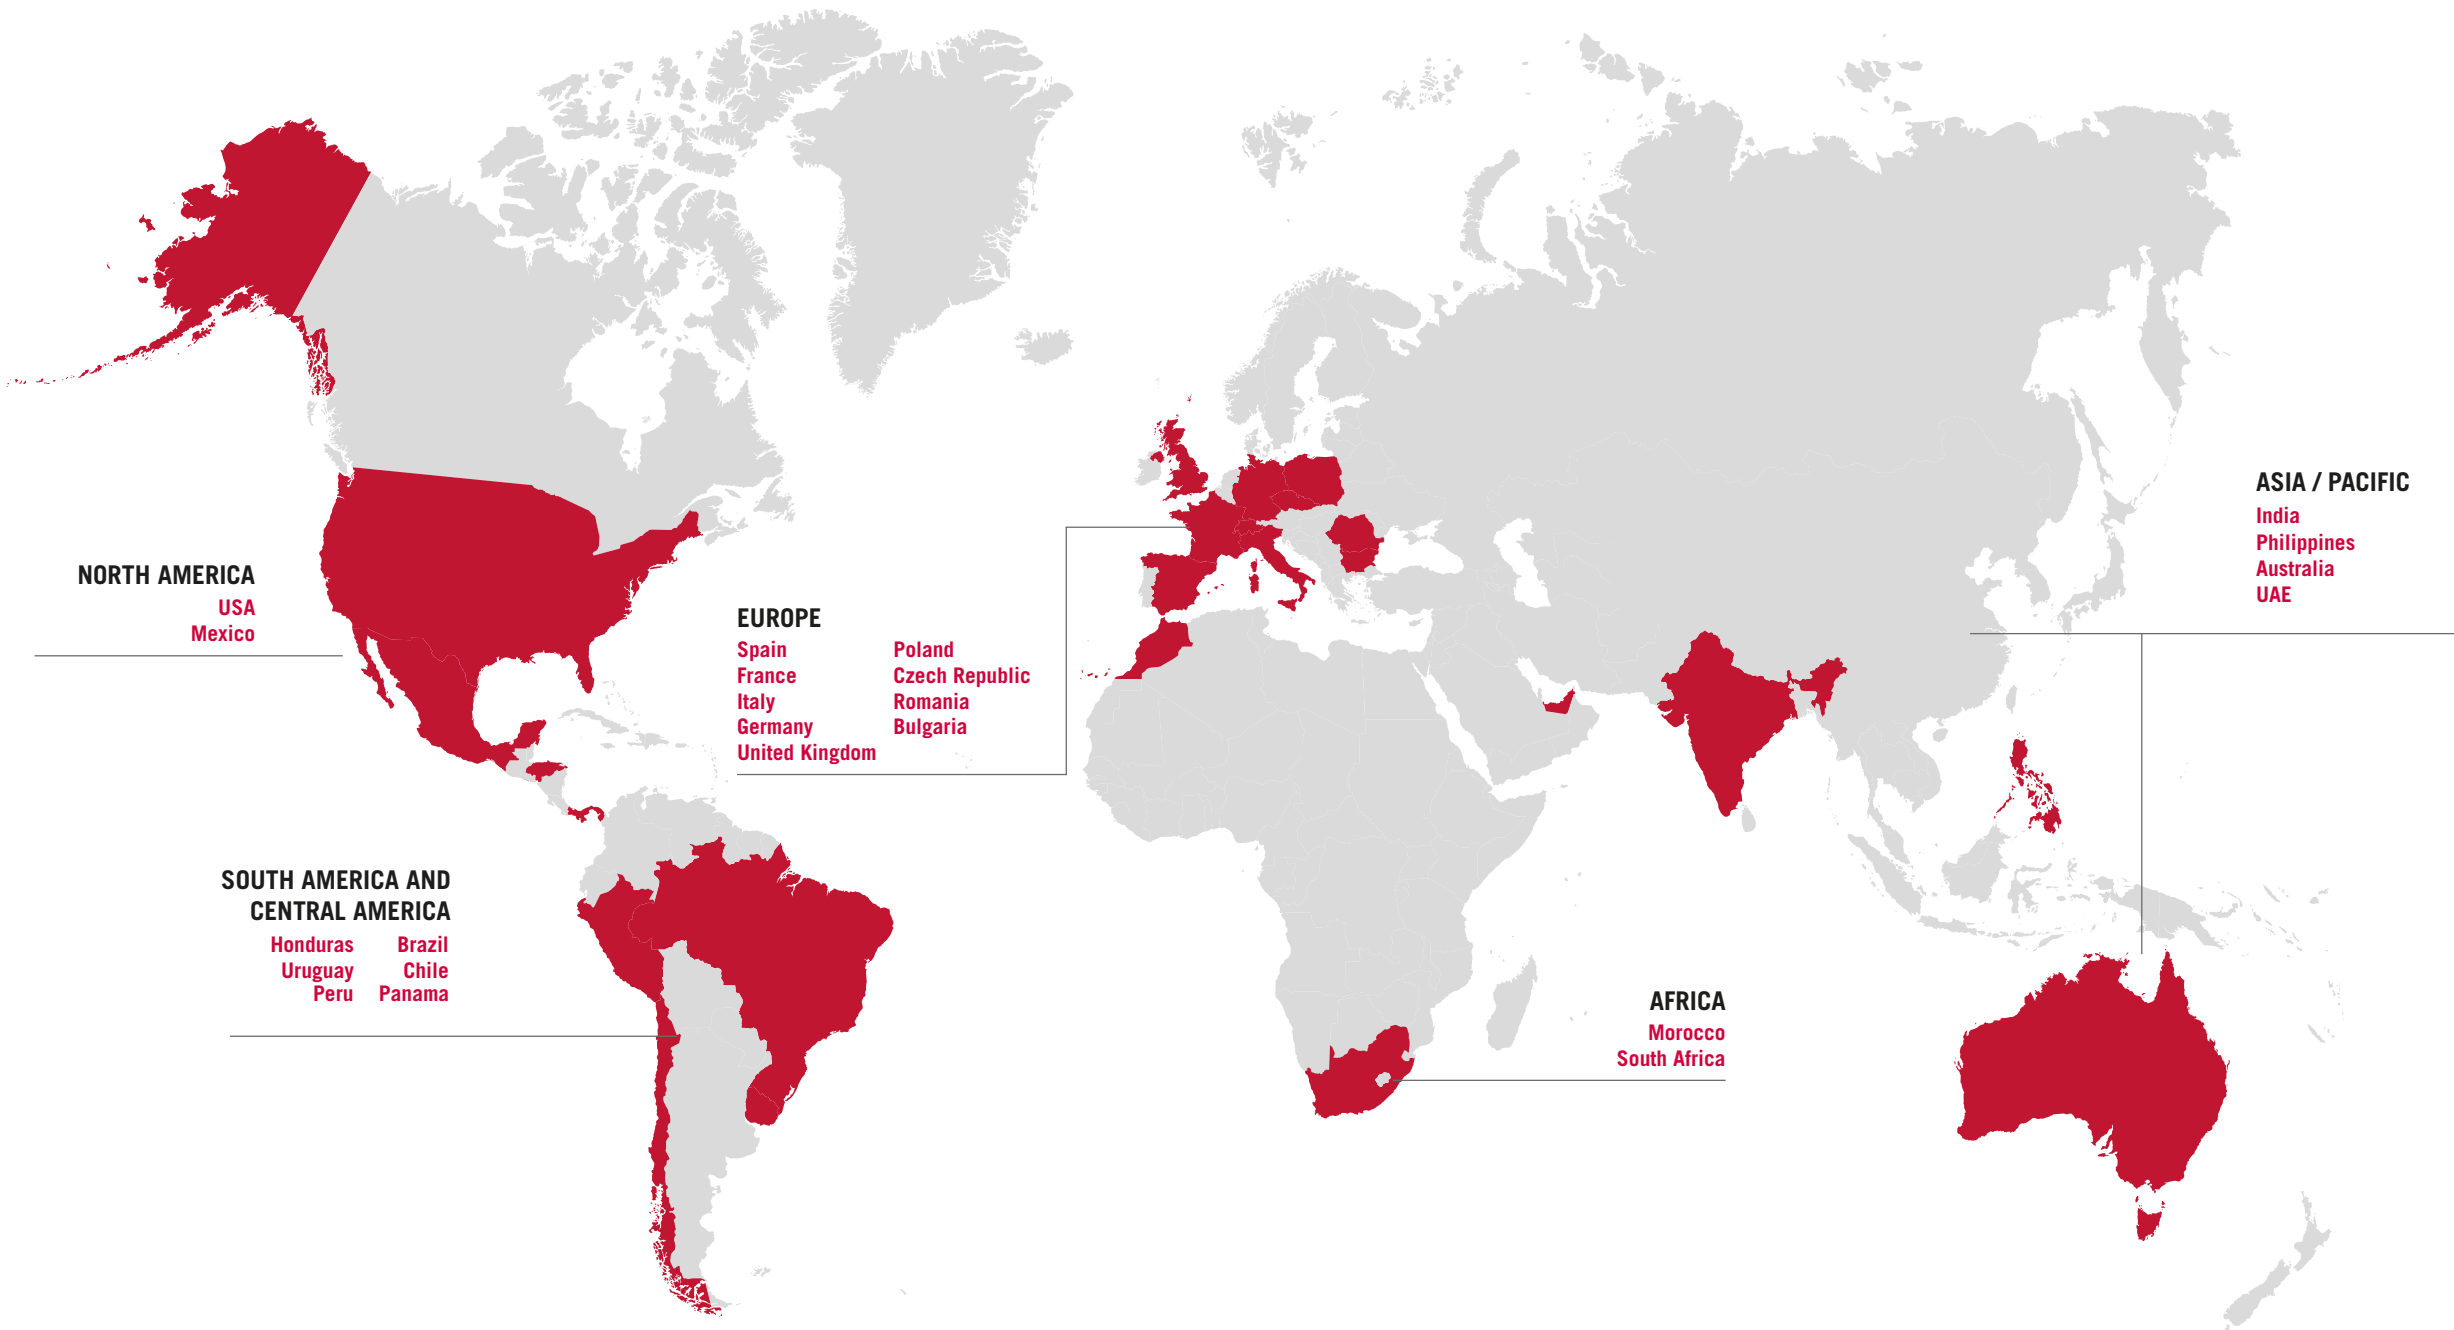 NORTH AMERICA
USA
Mexico
SOUTH AMERICA AND
CENTRAL AMERICA
Honduras Brazil
Uruguay Chile
Peru Panama
EUROPE
Spain Poland
France Czech Republic
Italy Romania
Germany Bulgaria
United Kingdom
AFRICA
Morocco
South Africa
ASIA / PACIFIC
India
Philippines
Australia
UAE